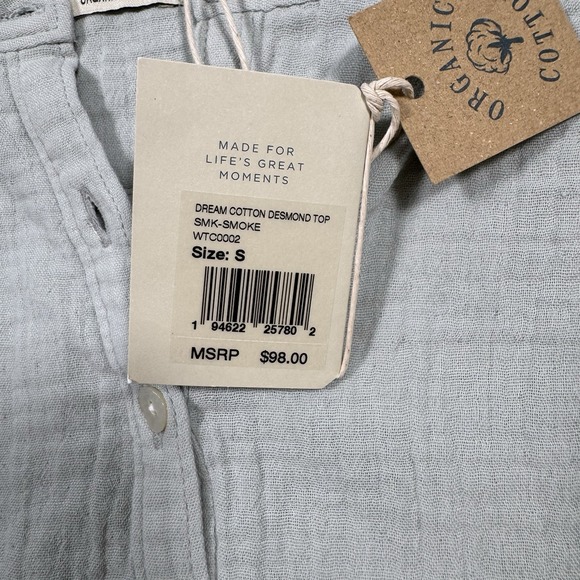 ORGANIC
COTTO
MADE FOR
LIFE'S GREAT
MOMENTS
DREAM COTTON DESMOND TOP
SMK-SMOKE
WTC0002
Size: S
1 94622 25780 2
MSRP $98.00